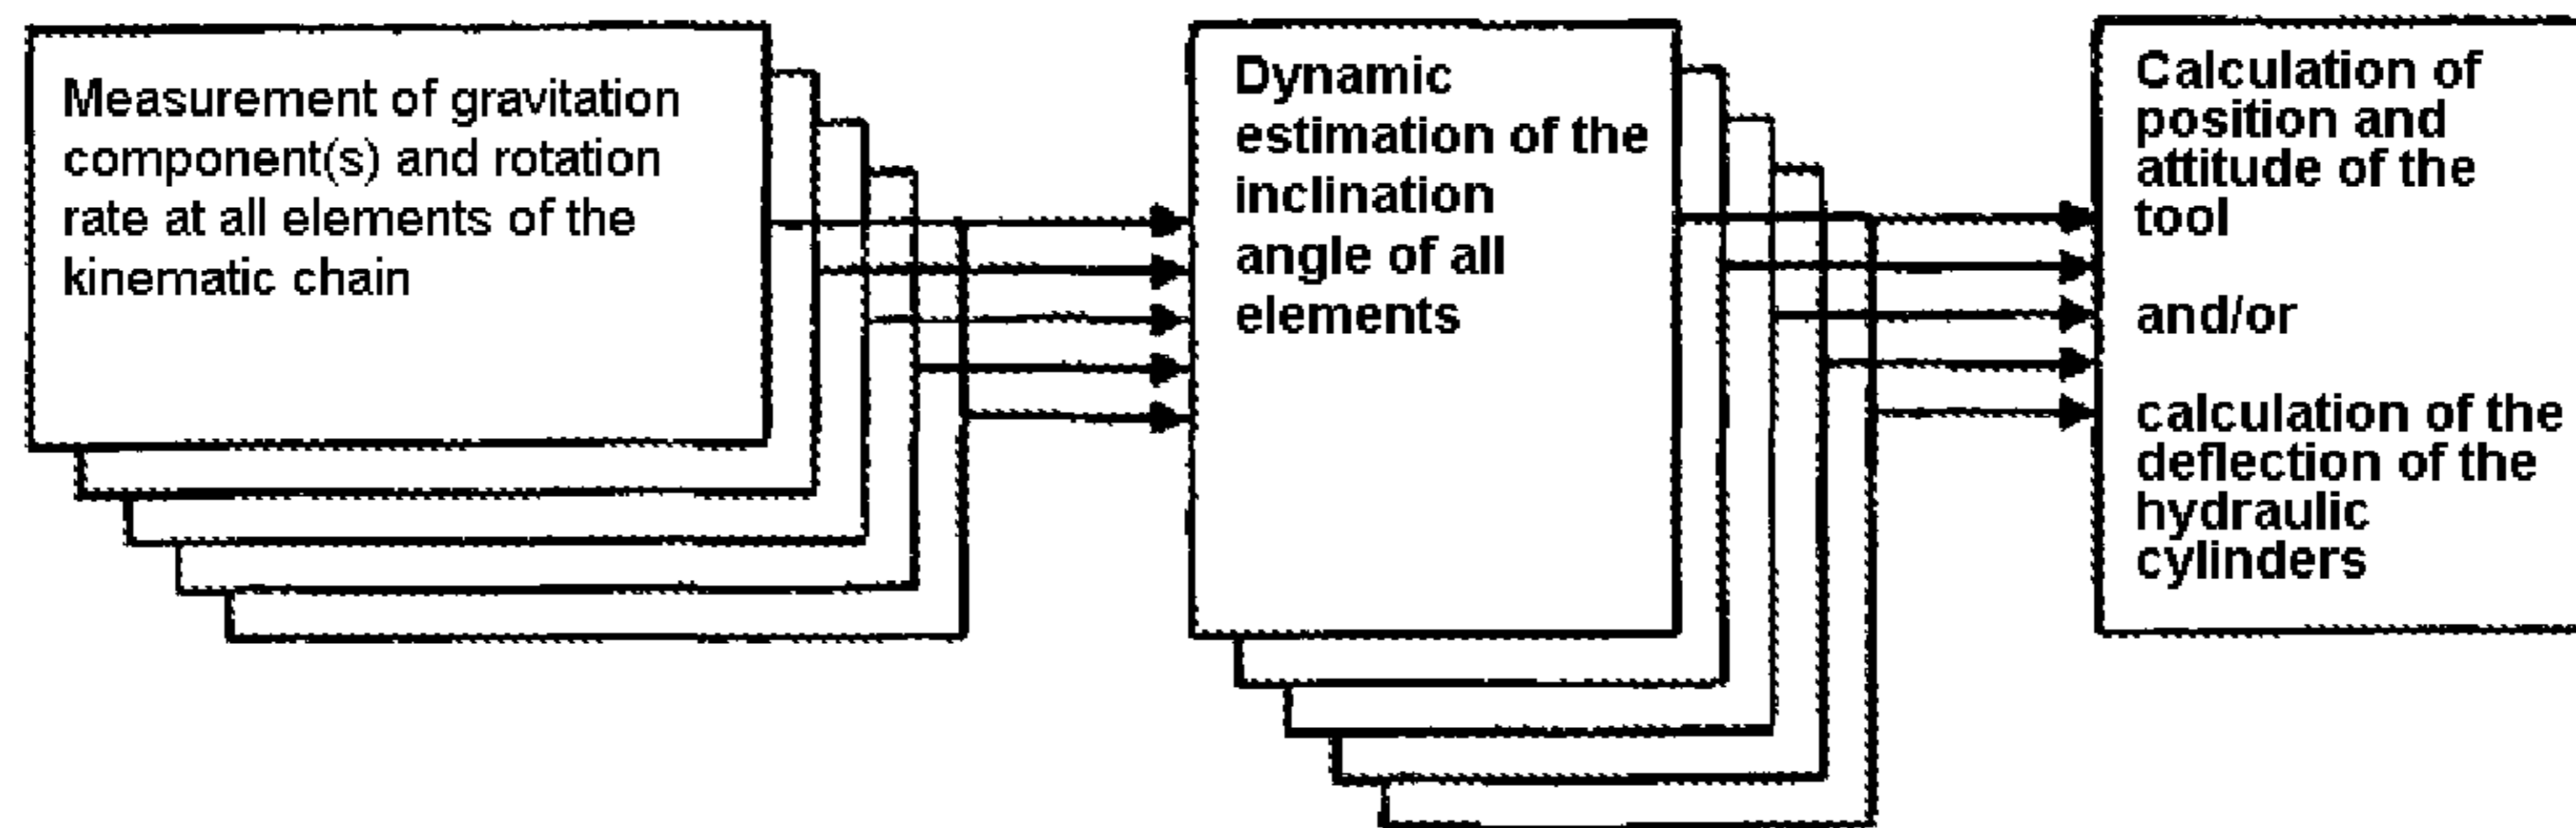 Measurement of gravitation
component(s) and rotation
rate at all elements of the
kinematic chain
Dynamic
estimation of the
inclination
angle of all
elements
Calculation of
position and
attitude of the
tool
and/or
calculation of the
deflection of the
hydraulic
cylinders